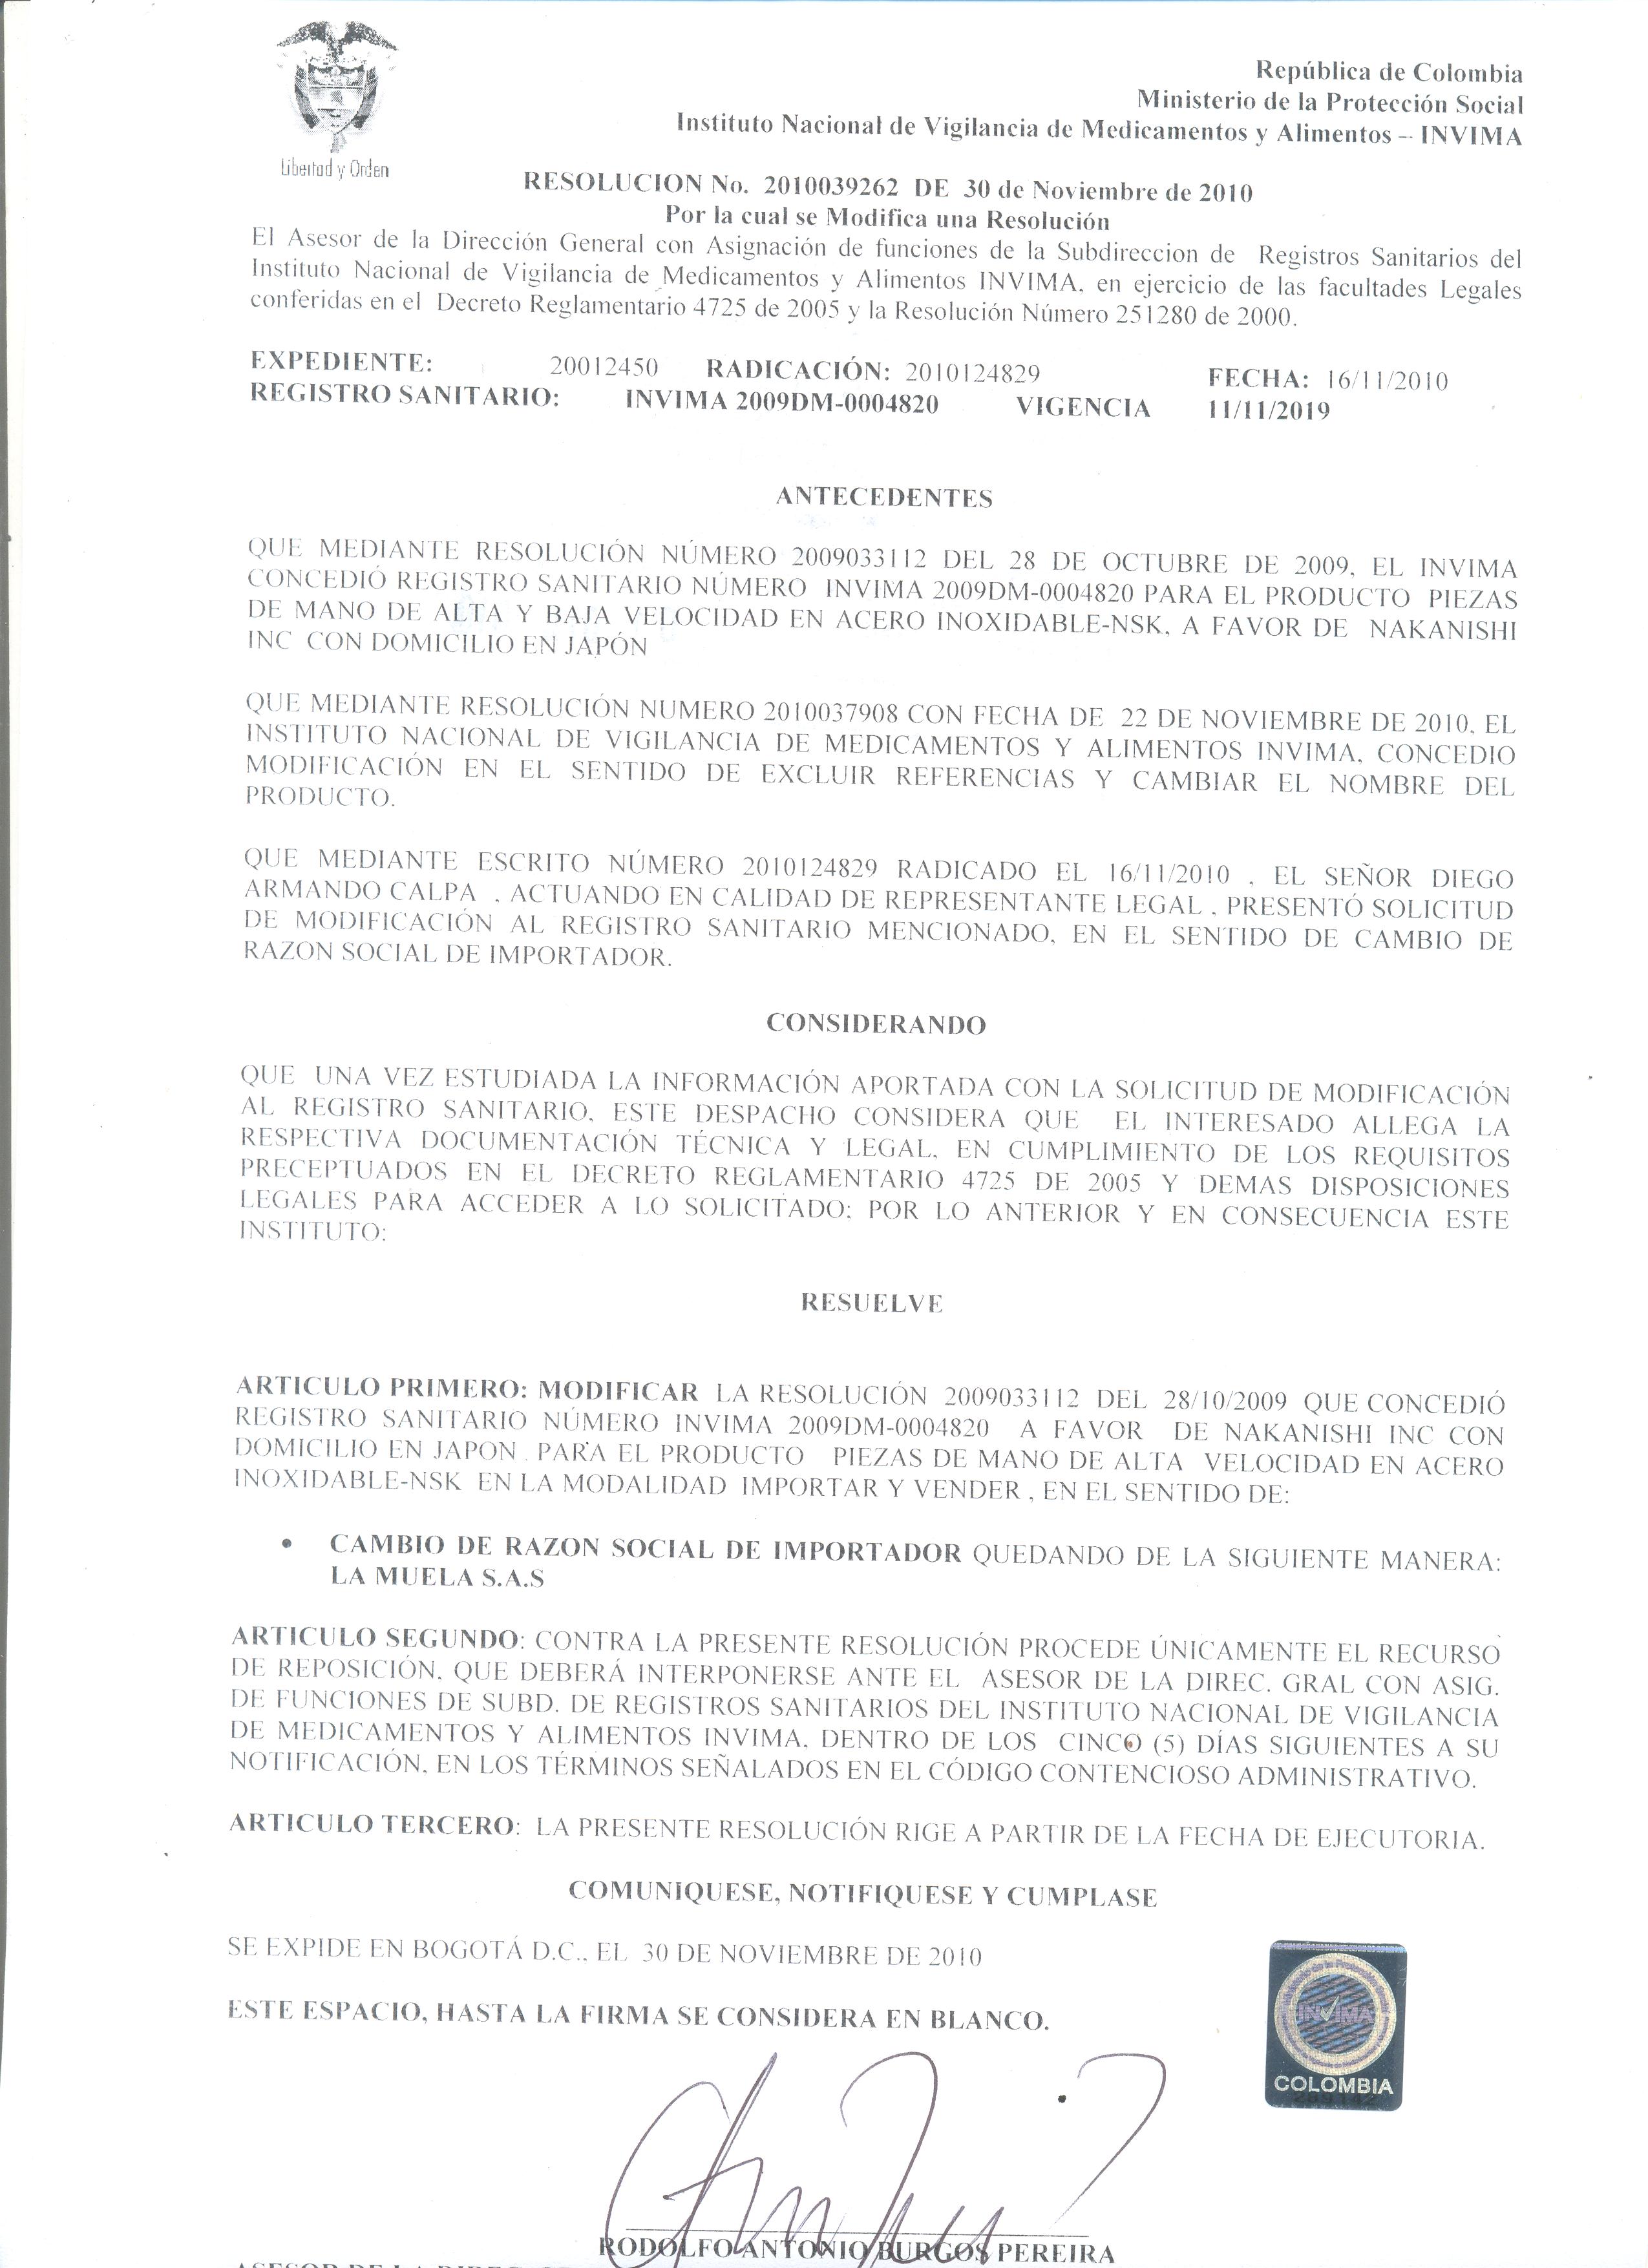 República de Colombia
Ministerio de la Protección Social
Instituto Nacional de Vigilancia de Medicamentos y Alimentos – INVIMA
Libertad y Orden
RESOLUCION No. 2010039262 DE 30 de Noviembre de 2010
Por la cual se Modifica una Resolución
El Asesor de la Dirección General con Asignación de funciones de la Subdireccion de Registros Sanitarios del
Instituto Nacional de Vigilancia de Medicamentos y Alimentos INVIMA, en ejercicio de las facultades Legales
conferidas en el Decreto Reglamentario 4725 de 2005 y la Resolución Número 251280 de 2000.
EXPEDIENTE: 20012450 RADICACIÓN: 2010124829 FECHA: 16/11/2010
REGISTRO SANITARIO: INVIMA 2009DM-0004820 VIGENCIA 11/11/2019
ANTECEDENTES
QUE MEDIANTE RESOLUCIÓN NÚMERO 2009033112 DEL 28 DE OCTUBRE DE 2009, EL INVIMA
CONCEDIÓ REGISTRO SANITARIO NÚMERO INVIMA 2009DM-0004820 PARA EL PRODUCTO PIEZAS
DE MANO DE ALTA Y BAJA VELOCIDAD EN ACERO INOXIDABLE-NSK, A FAVOR DE NAKANISHI
INC CON DOMICILIO EN JAPÓN
QUE MEDIANTE RESOLUCIÓN NUMERO 2010037908 CON FECHA DE 22 DE NOVIEMBRE DE 2010, EL
INSTITUTO NACIONAL DE VIGILANCIA DE MEDICAMENTOS Y ALIMENTOS INVIMA, CONCEDIO
MODIFICACIÓN EN EL SENTIDO DE EXCLUIR REFERENCIAS Y CAMBIAR EL NOMBRE DEL
PRODUCTO.
QUE MEDIANTE ESCRITO NÚMERO 2010124829 RADICADO EL 16/11/2010 , EL SEÑOR DIEGO
ARMANDO CALPA , ACTUANDO EN CALIDAD DE REPRESENTANTE LEGAL , PRESENTÓ SOLICITUD
DE MODIFICACIÓN AL REGISTRO SANITARIO MENCIONADO, EN EL SENTIDO DE CAMBIO DE
RAZON SOCIAL DE IMPORTADOR.
CONSIDERANDO
QUE UNA VEZ ESTUDIADA LA INFORMACIÓN APORTADA CON LA SOLICITUD DE MODIFICACIÓN
AL REGISTRO SANITARIO, ESTE DESPACHO CONSIDERA QUE EL INTERESADO ALLEGA LA
RESPECTIVA DOCUMENTACIÓN TÉCNICA Y LEGAL, EN CUMPLIMIENTO DE LOS REQUISITOS
PRECEPTUADOS EN EL DECRETO REGLAMENTARIO 4725 DE 2005 Y DEMAS DISPOSICIONES
LEGALES PARA ACCEDER A LO SOLICITADO; POR LO ANTERIOR Y EN CONSECUENCIA ESTE
INSTITUTO:
RESUELVE
ARTICULO PRIMERO: MODIFICAR LA RESOLUCIÓN 2009033112 DEL 28/10/2009 QUE CONCEDIÓ
REGISTRO SANITARIO NÚMERO INVIMA 2009DM-0004820 A FAVOR DE NAKANISHI INC CON
DOMICILIO EN JAPON , PARA EL PRODUCTO PIEZAS DE MANO DE ALTA VELOCIDAD EN ACERO
INOXIDABLE-NSK EN LA MODALIDAD IMPORTAR Y VENDER , EN EL SENTIDO DE:
• CAMBIO DE RAZON SOCIAL DE IMPORTADOR QUEDANDO DE LA SIGUIENTE MANERA:
LA MUELA S.A.S
ARTICULO SEGUNDO: CONTRA LA PRESENTE RESOLUCIÓN PROCEDE ÚNICAMENTE EL RECURSO
DE REPOSICIÓN, QUE DEBERÁ INTERPONERSE ANTE EL ASESOR DE LA DIREC. GRAL CON ASIG.
DE FUNCIONES DE SUBD. DE REGISTROS SANITARIOS DEL INSTITUTO NACIONAL DE VIGILANCIA
DE MEDICAMENTOS Y ALIMENTOS INVIMA, DENTRO DE LOS CINCO (5) DÍAS SIGUIENTES A SU
NOTIFICACIÓN, EN LOS TÉRMINOS SEÑALADOS EN EL CÓDIGO CONTENCIOSO ADMINISTRATIVO.
ARTICULO TERCERO: LA PRESENTE RESOLUCIÓN RIGE A PARTIR DE LA FECHA DE EJECUTORIA.
COMUNIQUESE, NOTIFIQUESE Y CUMPLASE
SE EXPIDE EN BOGOTÁ D.C., EL 30 DE NOVIEMBRE DE 2010
ESTE ESPACIO, HASTA LA FIRMA SE CONSIDERA EN BLANCO.
INVIMA
COLOMBIA
RODOLFO ANTONIO BURGOS PEREIRA